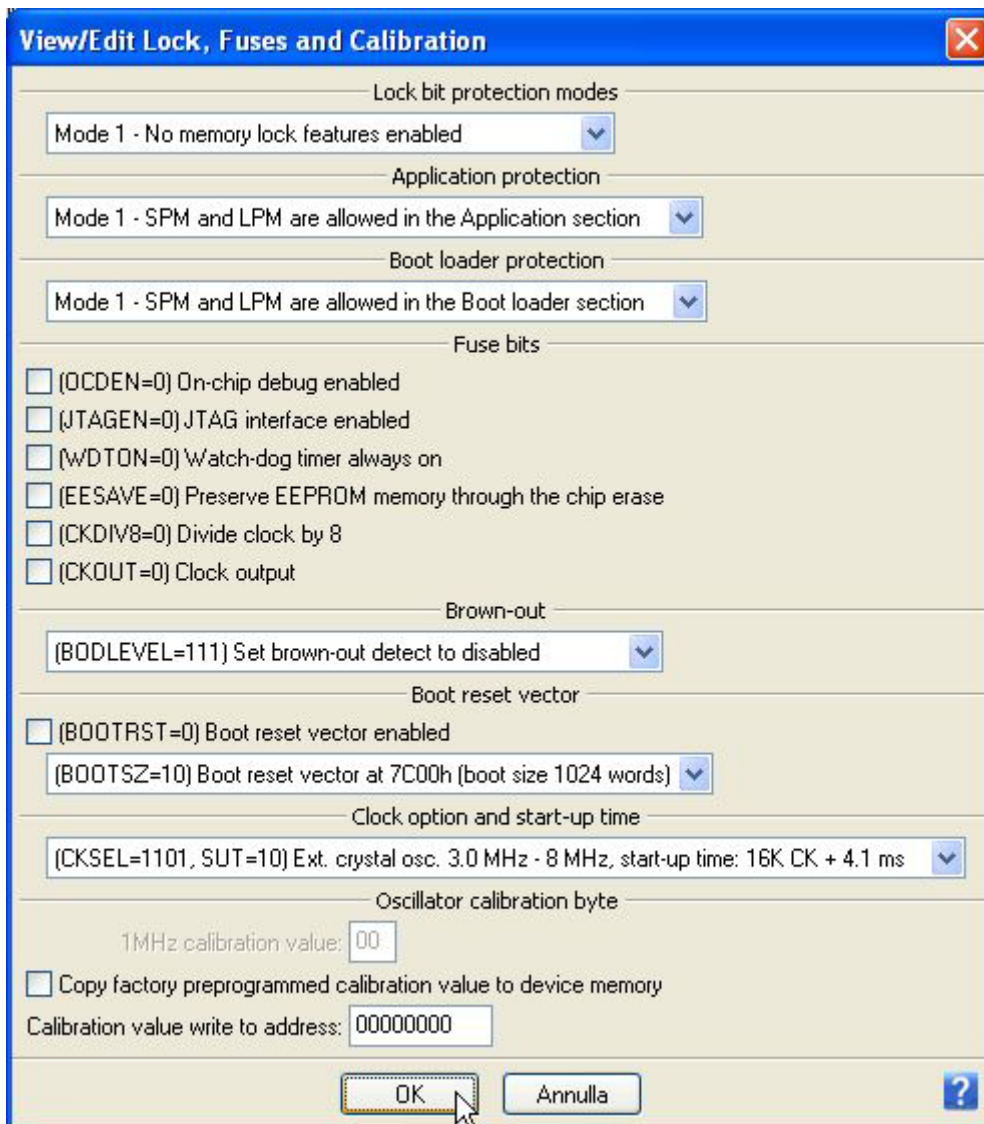 View/Edit Lock, Fuses and Calibration
Lock bit protection modes
Mode 1 - No memory lock features enabled
Application protection
Mode 1 - SPM and LPM are allowed in the Application section
Boot loader protection
Mode 1 - SPM and LPM are allowed in the Boot loader section
Fuse bits
(OCDEN=0) On-chip debug enabled
(JTAGEN=0) JTAG interface enabled
(WDTON=0) Watch-dog timer always on
(EESAVE=0) Preserve EEPROM memory through the chip erase
(CKDIV8=0) Divide clock by 8
(CKOUT=0) Clock output
Brown-out
(BODLEVEL=111) Set brown-out detect to disabled
Boot reset vector
(BOOTRST=0) Boot reset vector enabled
(BOOTSZ=10) Boot reset vector at 7C00h (boot size 1024 words)
Clock option and start-up time
(CKSEL=1101, SUT=10) Ext. crystal osc. 3.0 MHz - 8 MHz, start-up time: 16K CK + 4.1 ms
Oscillator calibration byte
1MHz calibration value: 00
Copy factory preprogrammed calibration value to device memory
Calibration value write to address: 00000000
OK Annulla ?